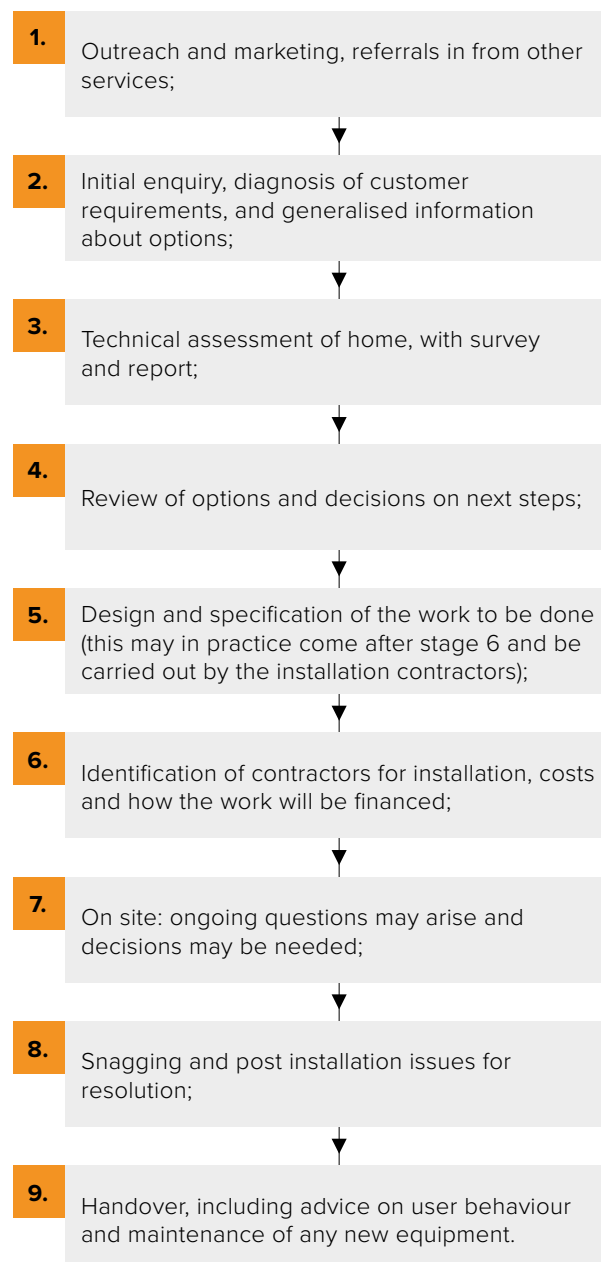 1.
Outreach and marketing, referrals in from other
services;
2.
Initial enquiry, diagnosis of customer
requirements, and generalised information
about options;
3.
Technical assessment of home, with survey
and report;
4.
Review of options and decisions on next steps;
5.
Design and specification of the work to be done
(this may in practice come after stage 6 and be
carried out by the installation contractors);
6.
Identification of contractors for installation, costs
and how the work will be financed;
7.
On site: ongoing questions may arise and
decisions may be needed;
8.
Snagging and post installation issues for
resolution;
9.
Handover, including advice on user behaviour
and maintenance of any new equipment.